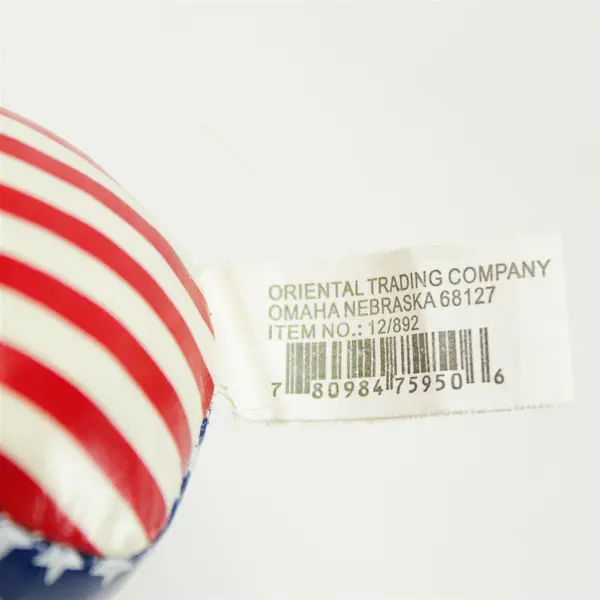 ORIENTAL TRADING COMPANY
OMAHA NEBRASKA 68127
ITEM NO.: 12/892
7 80984 75950 6